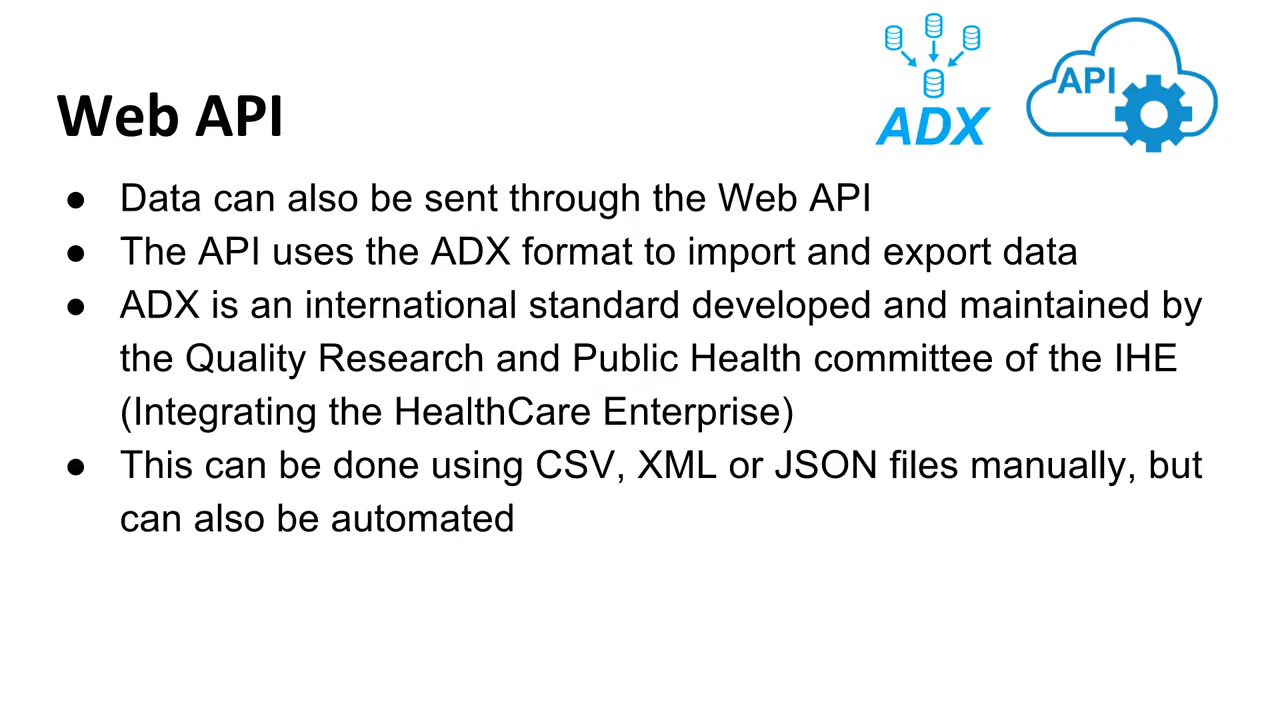 ADX
API
Web API
● Data can also be sent through the Web API
● The API uses the ADX format to import and export data
● ADX is an international standard developed and maintained by
the Quality Research and Public Health committee of the IHE
(Integrating the HealthCare Enterprise)
● This can be done using CSV, XML or JSON files manually, but
can also be automated